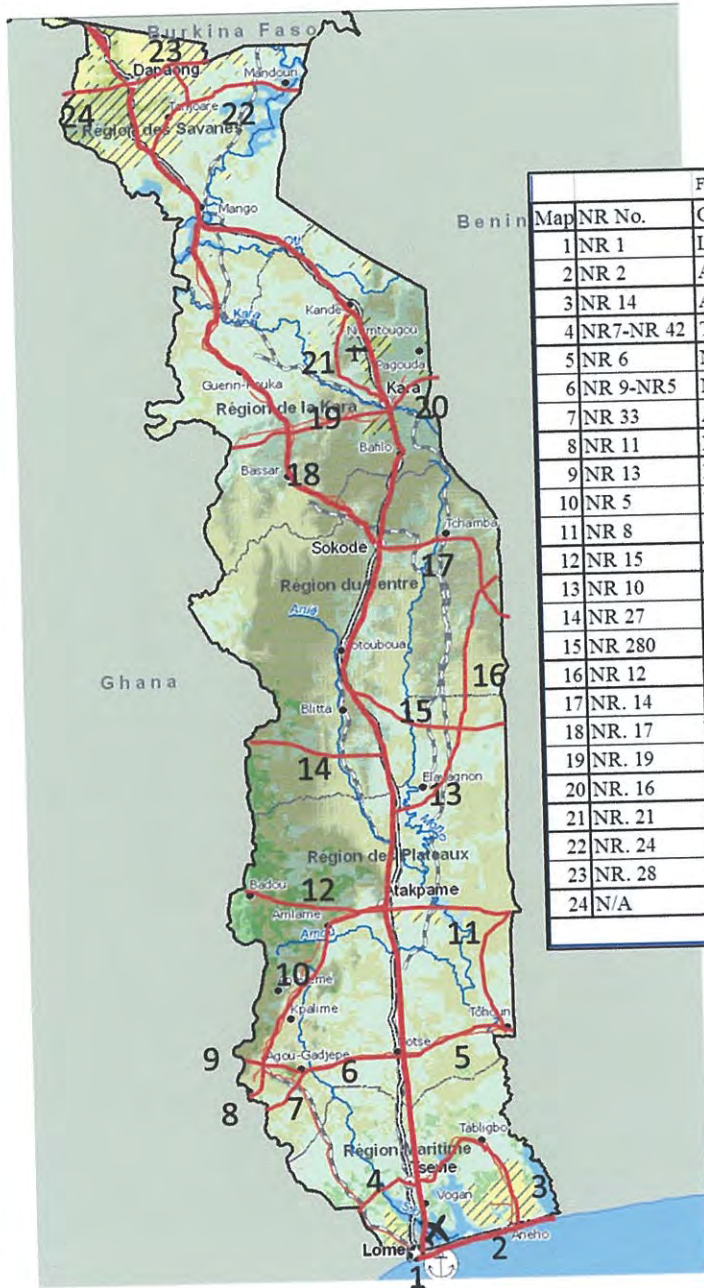 Burkina Faso
23
Dapaong
Mandouri
24
Tanjoare
22
Région des Savanes
Mango
Benin
Oti
Kande
Kara
Niamtougou
21
Pagouda
Guerin-Kouka
Kara
20
Région de la Kara
19
Bafilo
Bassar
18
Tchamba
Sokode
17
Région du Centre
Anie
Sotouboua
16
Ghana
Blitta
15
14
Elavagnon
13
Mono
Région des Plateaux
Badou
12
Atakpame
Amlame
11
Amou
10
Kpalime
Tohoun
9
Agou-Gadjepe
Notse
6
5
8
7
Tabligbo
Région Maritime
Tsevie
4
3
Vogan
Aneho
2
Lome
1
Map NR No.
1 NR 1
2 NR 2
3 NR 14
4 NR7-NR 42
5 NR 6
6 NR 9-NR5
7 NR 33
8 NR 11
9 NR 13
10 NR 5
11 NR 8
12 NR 15
13 NR 10
14 NR 27
15 NR 280
16 NR 12
17 NR. 14
18 NR. 17
19 NR. 19
20 NR. 16
21 NR. 21
22 NR. 24
23 NR. 28
24 N/A